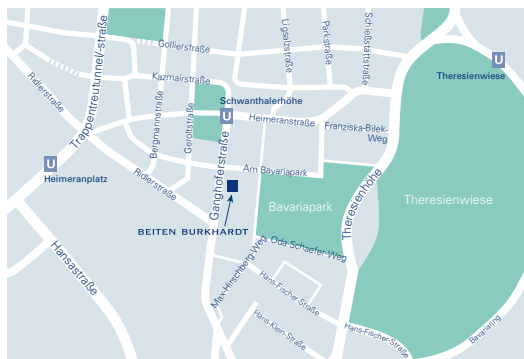 Gollierstraße
Ligsalzstraße
Parkstraße
Schießstättstraße
Trappentreutunnel/-straße
Ridlerstraße
Kazmairstraße
U
Theresienwiese
Schwanthalerhöhe
U
Heimeranstraße
Franziska-Bilek-
Weg
Bergmannstraße
Geroltstraße
U
Heimeranplatz
Ridlerstraße
Ganghoferstraße
Am Bavariapark
Bavariapark
Theresienhöhe
Theresienwiese
BEITEN BURKHARDT
Hansastraße
Max-Hirschberg-Weg
Oda Schaefer-Weg
Hans-Fischer-Straße
Hans-Klein-Straße
Hans-Fischer-Straße
Bavariaring